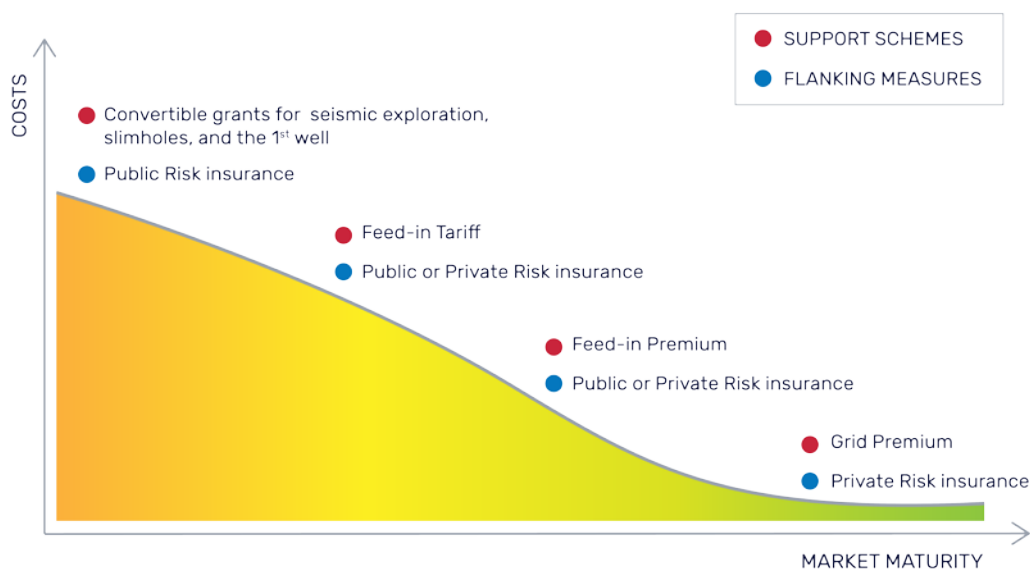 SUPPORT SCHEMES
FLANKING MEASURES
COSTS
Convertible grants for seismic exploration,
slimholes, and the 1st well
Public Risk insurance
Feed-in Tariff
Public or Private Risk insurance
Feed-in Premium
Public or Private Risk insurance
Grid Premium
Private Risk insurance
MARKET MATURITY